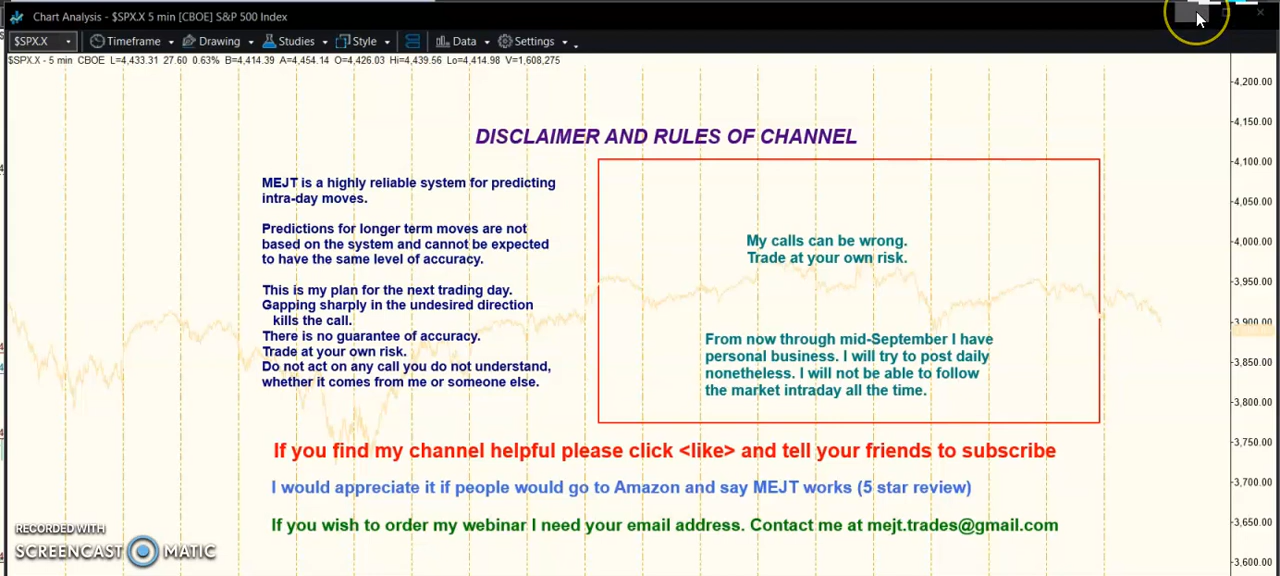 Chart Analysis - $SPX.X 5 min [CBOE] S&P 500 Index
$SPX.X Timeframe Drawing Studies Style Data Settings
$SPX.X - 5 min CBOE L=4,433.31 27.60 0.63% B=4,414.39 A=4,454.14 O=4,426.03 Hi=4,439.56 Lo=4,414.98 V=1,608,275
DISCLAIMER AND RULES OF CHANNEL
MEJT is a highly reliable system for predicting
intra-day moves.
Predictions for longer term moves are not
based on the system and cannot be expected
to have the same level of accuracy.
This is my plan for the next trading day.
Gapping sharply in the undesired direction
kills the call.
There is no guarantee of accuracy.
Trade at your own risk.
Do not act on any call you do not understand,
whether it comes from me or someone else.
My calls can be wrong.
Trade at your own risk.
From now through mid-September I have
personal business. I will try to post daily
nonetheless. I will not be able to follow
the market intraday all the time.
If you find my channel helpful please click <like> and tell your friends to subscribe
I would appreciate it if people would go to Amazon and say MEJT works (5 star review)
If you wish to order my webinar I need your email address. Contact me at mejt.trades@gmail.com
4,200.00
4,150.00
4,100.00
4,050.00
4,000.00
3,950.00
3,900.00
3,850.00
3,800.00
3,750.00
3,700.00
3,650.00
3,600.00
RECORDED WITH
SCREENCAST MATIC